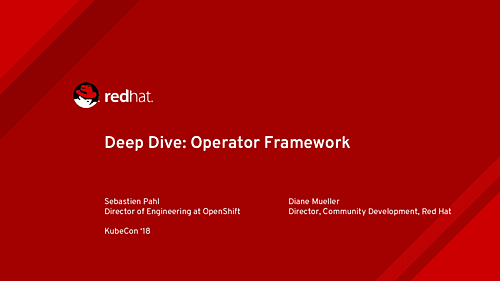 redhat.
Deep Dive: Operator Framework
Sebastien Pahl
Director of Engineering at OpenShift
Diane Mueller
Director, Community Development, Red Hat
KubeCon ‘18